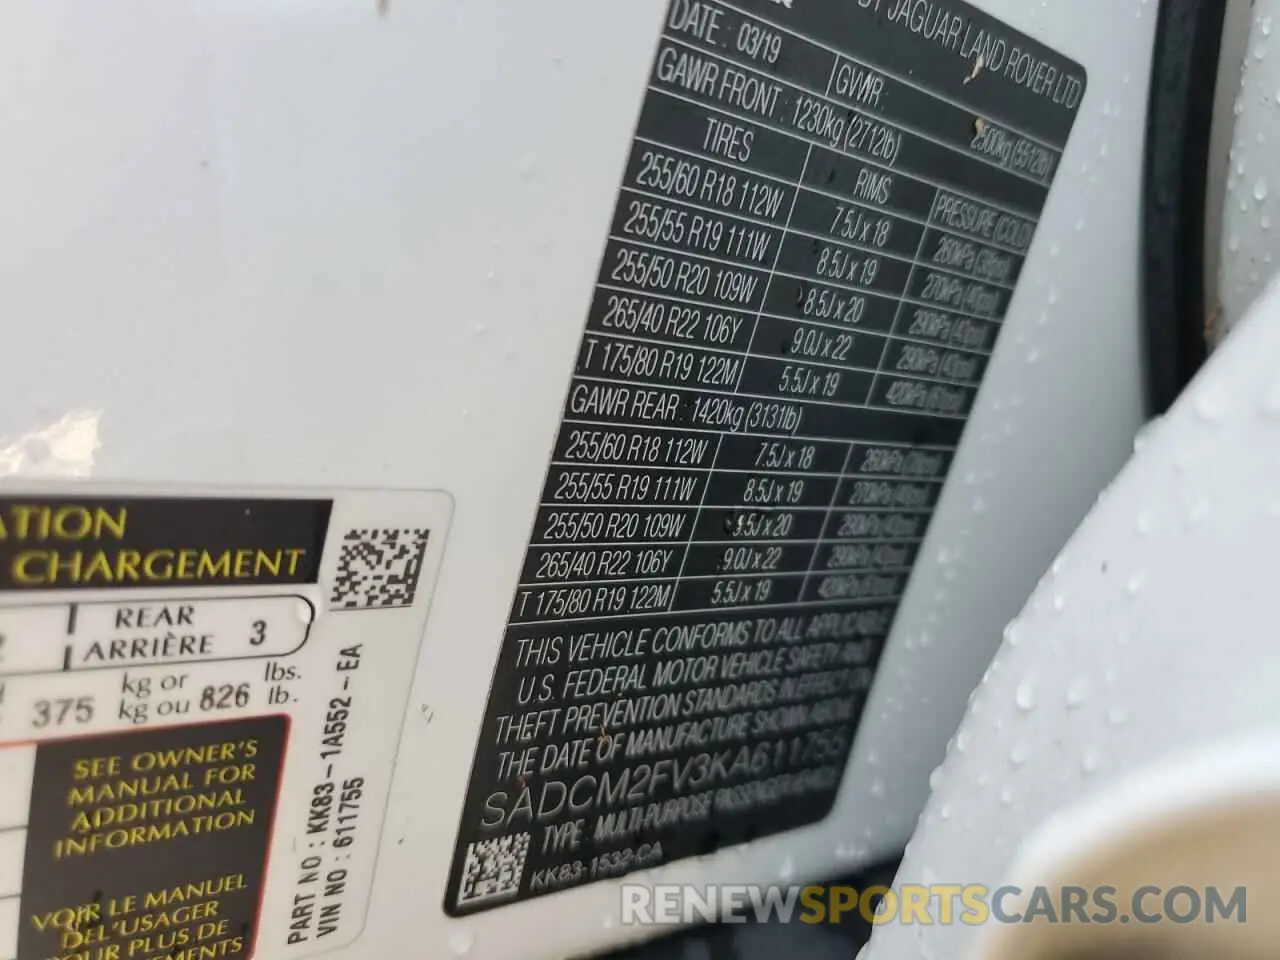 BY JAGUAR LAND ROVER LTD
DATE : 03/19 GVWR: 2500kg (5512lb)
GAWR FRONT : 1230kg (2712lb)
TIRES RIMS PRESSURE (COLD)
255/60 R18 112W 7.5J x 18 260kPa (38psi)
255/55 R19 111W 8.5J x 19 270kPa (40psi)
255/50 R20 109W 8.5J x 20
265/40 R22 106Y 9.0J x 22
T 175/80 R19 122M 5.5J x 19
GAWR REAR : 1420kg (3131lb)
255/60 R18 112W 7.5J x 18
255/55 R19 111W 8.5J x 19
255/50 R20 109W 8.5J x 20
265/40 R22 106Y 9.0J x 22
T 175/80 R19 122M 5.5J x 19
THIS VEHICLE CONFORMS TO ALL APPLICABLE
U.S. FEDERAL MOTOR VEHICLE SAFETY AND
THEFT PREVENTION STANDARDS IN EFFECT ON
THE DATE OF MANUFACTURE SHOWN ABOVE
SADCM2FV3KA611755
TYPE : MULTI-PURPOSE PASSENGER
KK83-1532-CA
ATION
CHARGEMENT
REAR
ARRIÈRE 3
375 kg or 826 lbs.
kg ou lb.
SEE OWNER'S
MANUAL FOR
ADDITIONAL
INFORMATION
VOIR LE MANUEL
DE L'USAGER
POUR PLUS DE
PART NO : KK83-1A552-EA
VIN NO : 611755
RENEWSPORTSCARS.COM